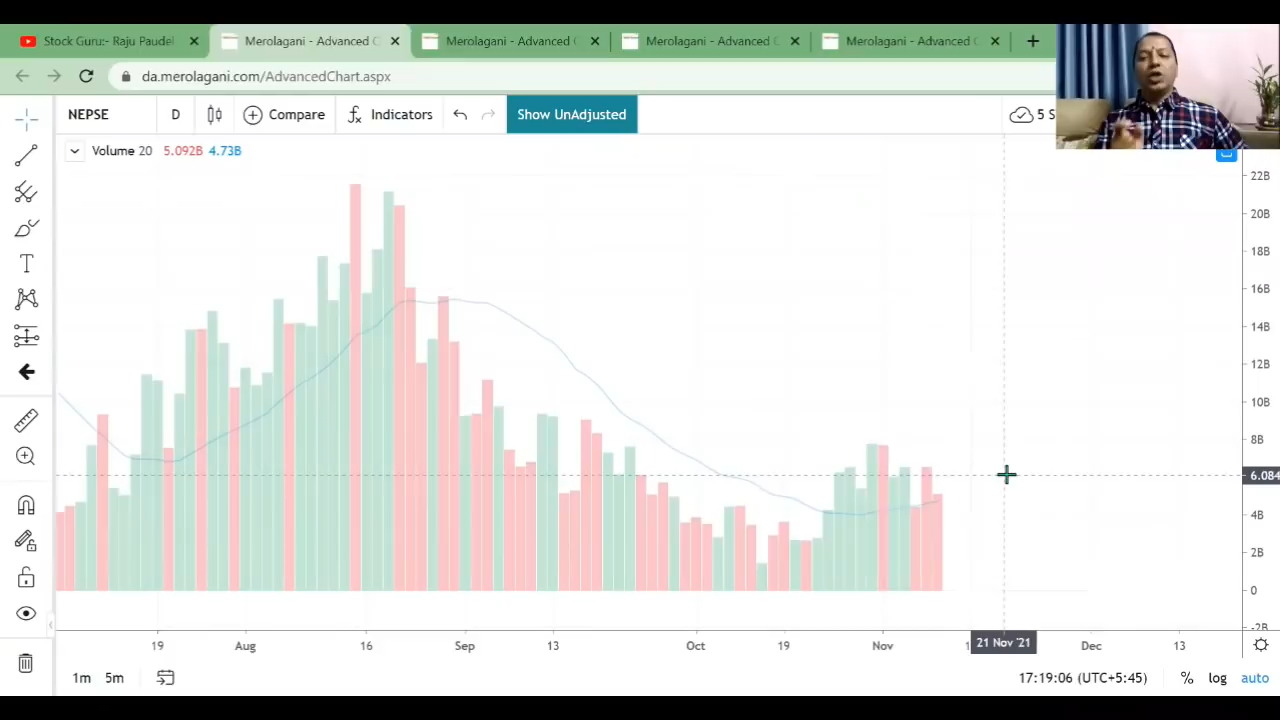 Stock Guru:- Raju Paudel
Merolagani - Advanced C
Merolagani - Advanced C
Merolagani - Advanced C
Merolagani - Advanced C
da.merolagani.com/AdvancedChart.aspx
NEPSE D Compare Indicators Show UnAdjusted 5 S
Volume 20 5.092B 4.73B
22B
20B
18B
16B
14B
12B
10B
8B
6.084
4B
2B
0
-2B
19 Aug 16 Sep 13 Oct 19 Nov 1 21 Nov '21 Dec 13
1m 5m 17:19:06 (UTC+5:45) % log auto